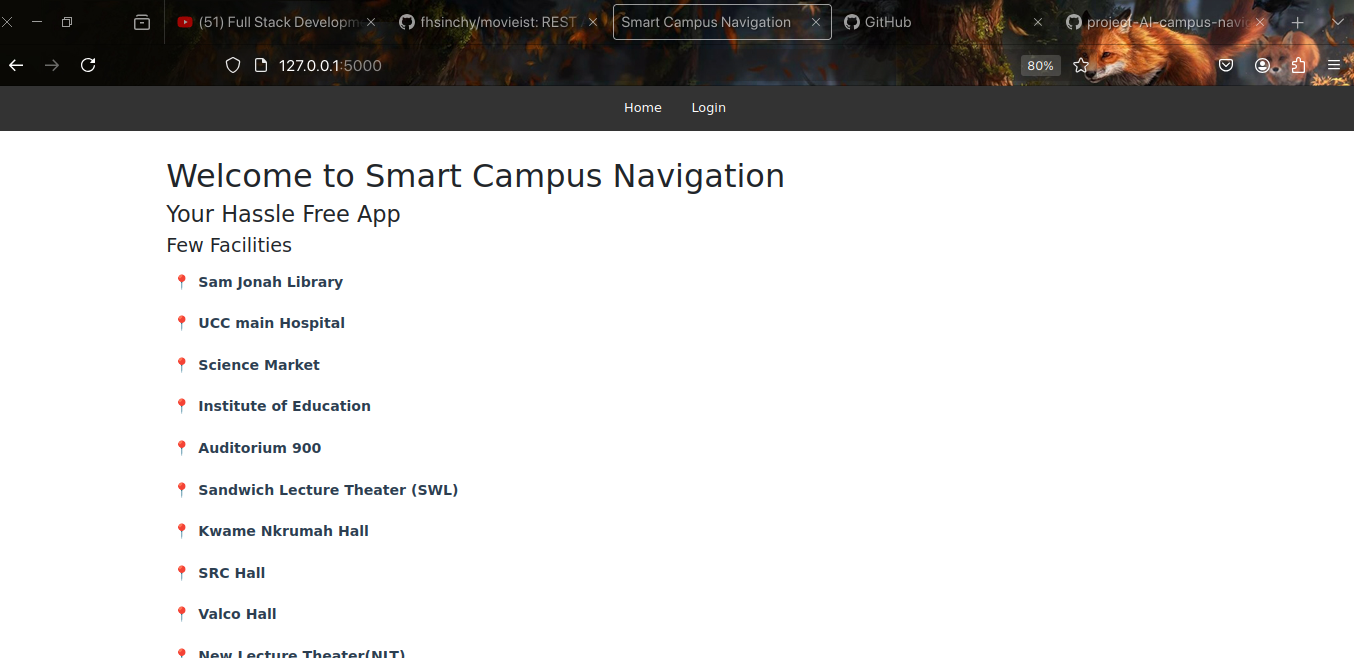 (51) Full Stack Developm
fhsinchy/movieist: REST
Smart Campus Navigation
GitHub
project-AI-campus-navi
127.0.0.1:5000
80%
Home
Login
Welcome to Smart Campus Navigation
Your Hassle Free App
Few Facilities
Sam Jonah Library
UCC main Hospital
Science Market
Institute of Education
Auditorium 900
Sandwich Lecture Theater (SWL)
Kwame Nkrumah Hall
SRC Hall
Valco Hall
New Lecture Theater(NLT)